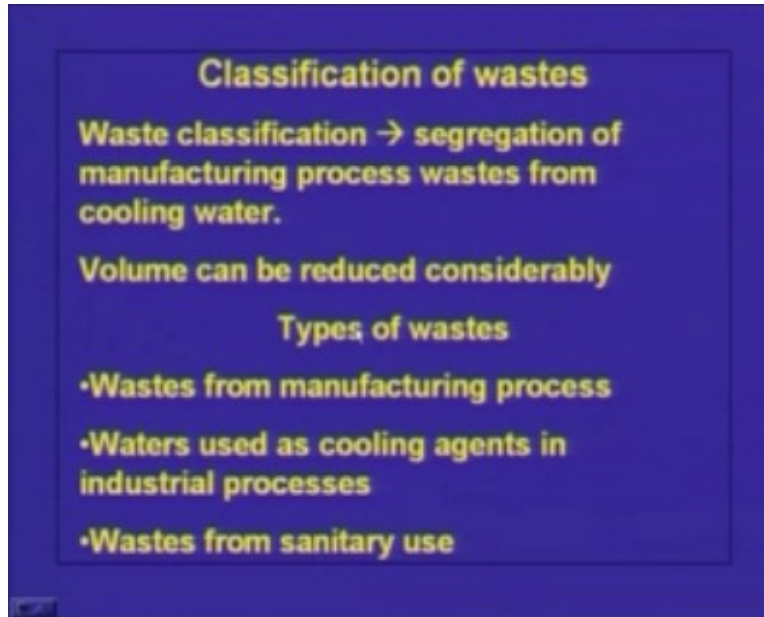 Classification of wastes
Waste classification → segregation of
manufacturing process wastes from
cooling water.
Volume can be reduced considerably
Types of wastes
•Wastes from manufacturing process
•Waters used as cooling agents in
industrial processes
•Wastes from sanitary use